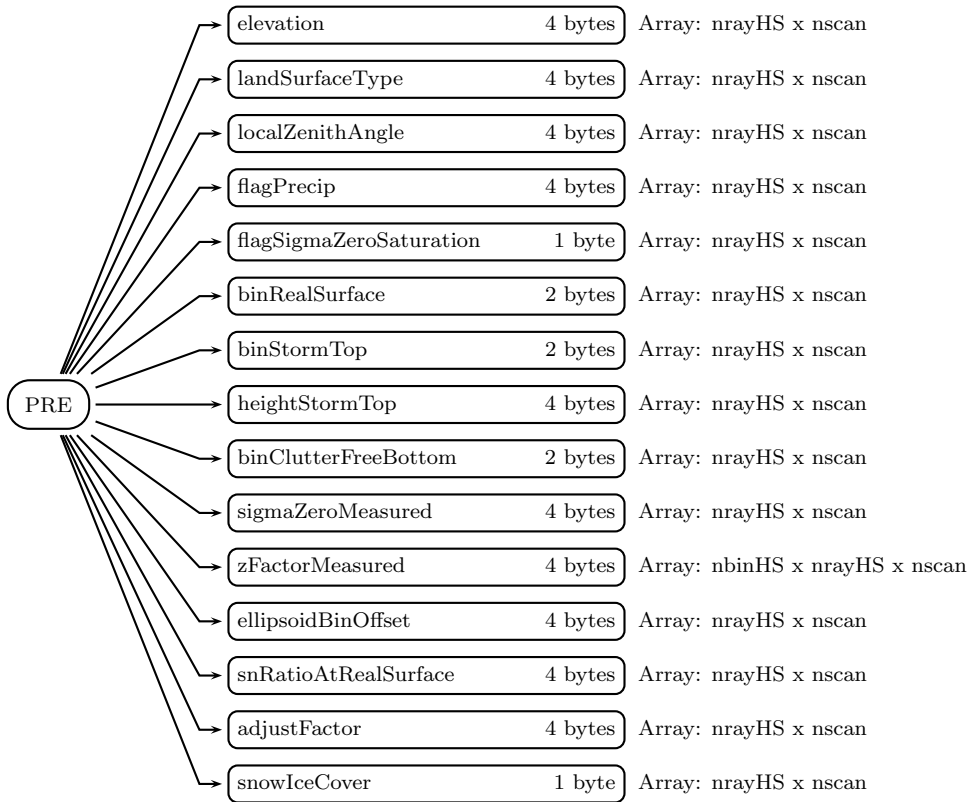 elevation 4 bytes Array: nrayHS x nscan
landSurfaceType 4 bytes Array: nrayHS x nscan
localZenithAngle 4 bytes Array: nrayHS x nscan
flagPrecip 4 bytes Array: nrayHS x nscan
flagSigmaZeroSaturation 1 byte Array: nrayHS x nscan
binRealSurface 2 bytes Array: nrayHS x nscan
binStormTop 2 bytes Array: nrayHS x nscan
PRE heightStormTop 4 bytes Array: nrayHS x nscan
binClutterFreeBottom 2 bytes Array: nrayHS x nscan
sigmaZeroMeasured 4 bytes Array: nrayHS x nscan
zFactorMeasured 4 bytes Array: nbinHS x nrayHS x nscan
ellipsoidBinOffset 4 bytes Array: nrayHS x nscan
snRatioAtRealSurface 4 bytes Array: nrayHS x nscan
adjustFactor 4 bytes Array: nrayHS x nscan
snowIceCover 1 byte Array: nrayHS x nscan